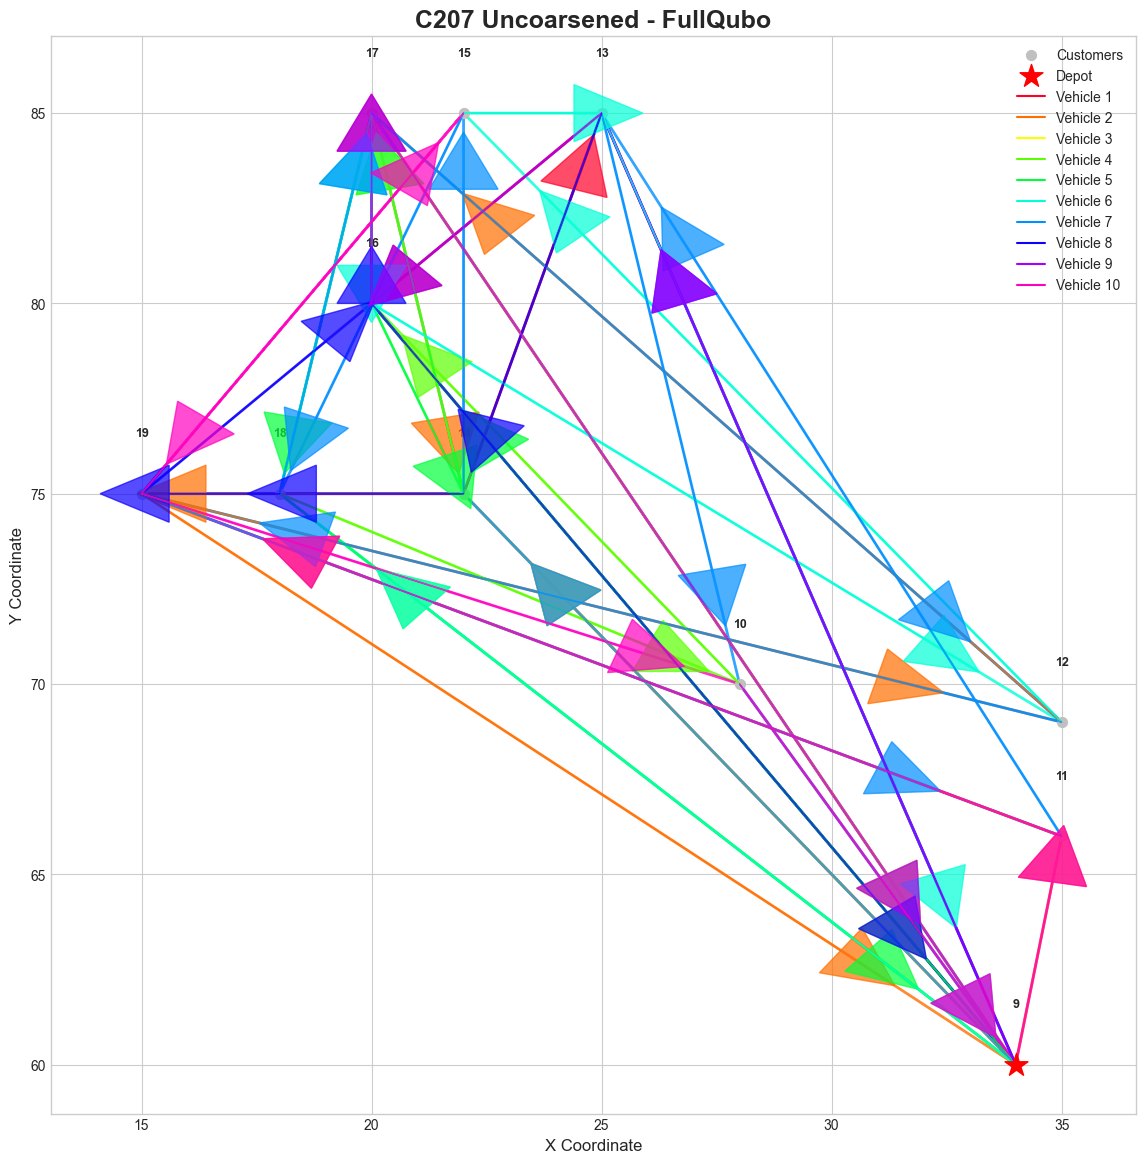 C207 Uncoarsened - FullQubo
17
15
13
Customers
Depot
Vehicle 1
Vehicle 2
Vehicle 3
Vehicle 4
Vehicle 5
Vehicle 6
Vehicle 7
Vehicle 8
Vehicle 9
Vehicle 10
16
19
18
10
12
11
9
85
80
75
70
65
60
Y Coordinate
15
20
25
30
35
X Coordinate